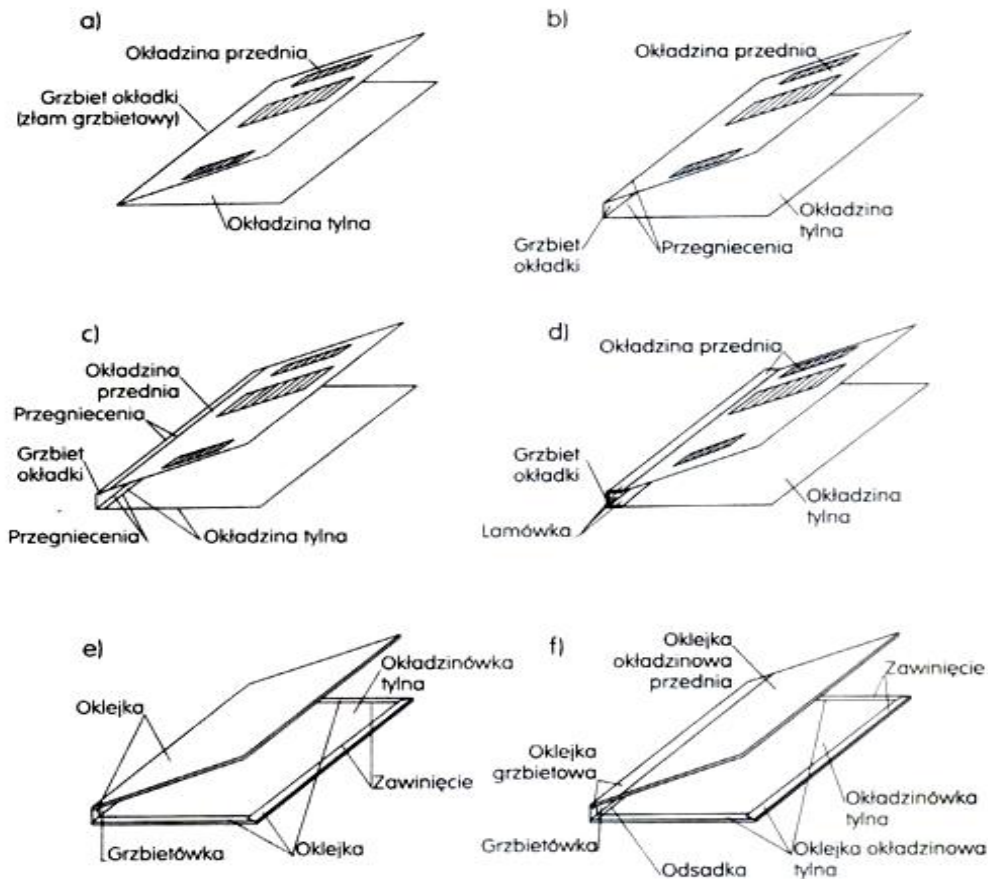 a)
Okładzina przednia
Grzbiet okładki
(złam grzbietowy)
Okładzina tylna
b)
Okładzina przednia
Okładzina
tylna
Grzbiet
okładki
Przegniecenia
c)
Okładzina
przednia
Przegniecenia
Grzbiet
okładki
Przegniecenia
Okładzina tylna
d)
Okładzina przednia
Grzbiet
okładki
Okładzina
tylna
Lamówka
e)
Okładzinówka
tylna
Oklejka
Zawinięcie
Grzbietówka
Oklejka
f)
Oklejka
okładzinowa
przednia
Zawinięcie
Oklejka
grzbietowa
Okładzinówka
tylna
Grzbietówka
Odsadka
Oklejka okładzinowa
tylna